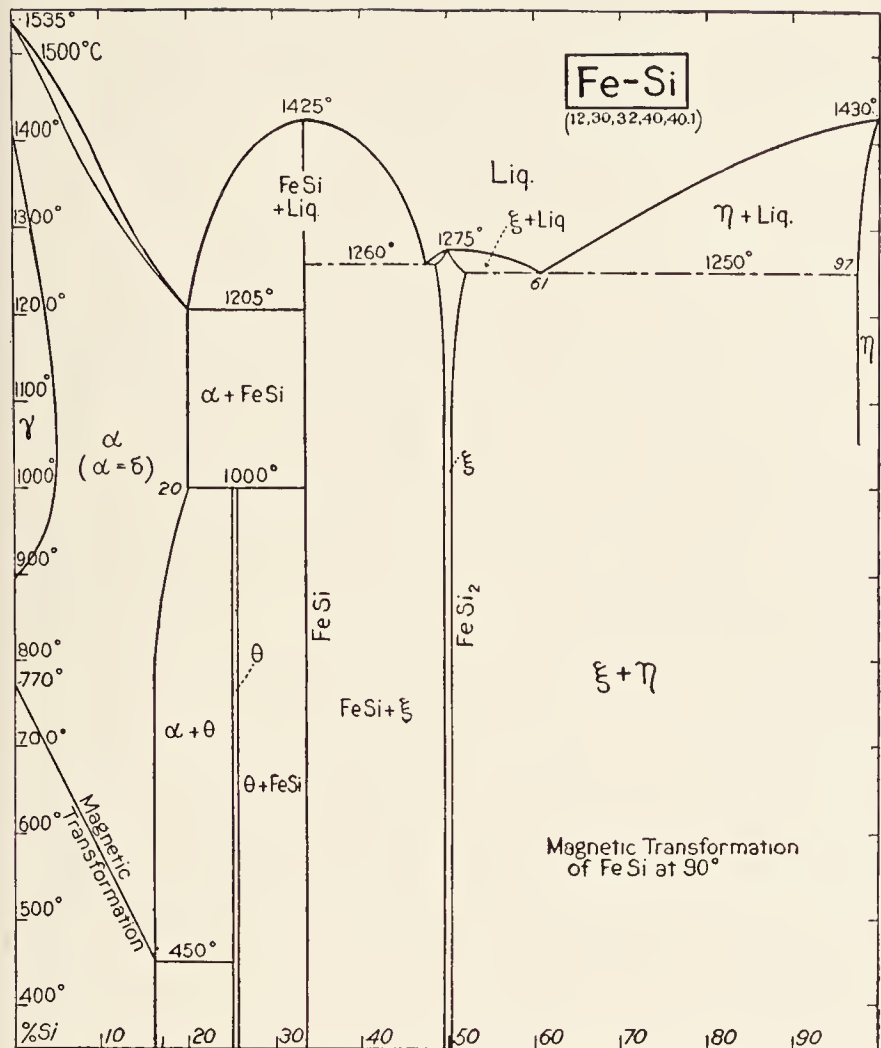 1535°
1500°C
Fe-Si
(12,30,32,40,40.1)
1425°
1430°
1400°
FeSi
+Liq.
Liq.
ξ+Liq
η+Liq.
1300°
1260°
1275°
1250°
97
61
1205°
1200°
η
α+FeSi
1100°
γ
α
(α=δ)
ξ
1000°
20
1000°
900°
FeSi
FeSi₂
800°
θ
770°
ξ+η
FeSi+ξ
α+θ
700°
θ+FeSi
Magnetic
Transformation
600°
Magnetic Transformation
of FeSi at 90°
500°
450°
400°
%Si 10 20 30 40 50 60 70 80 90